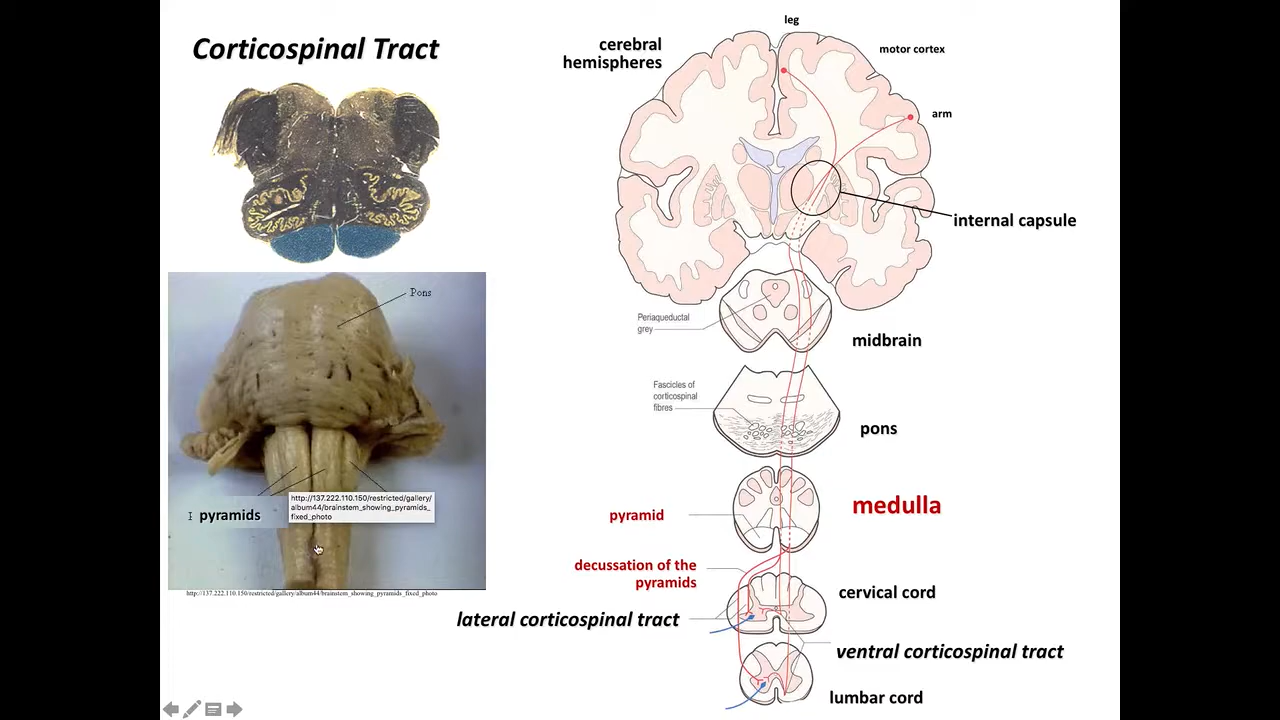 Corticospinal Tract
leg
cerebral
hemispheres
motor cortex
arm
internal capsule
Pons
Periaqueductal
grey
midbrain
Fascicles of
corticospinal
fibres
pons
pyramids
http://137.222.110.150/restricted/gallery/
album44/brainstem_showing_pyramids_
fixed_photo
pyramid
medulla
decussation of the
pyramids
http://137.222.110.150/restricted/gallery/album44/brainstem_showing_pyramids_fixed_photo
cervical cord
lateral corticospinal tract
ventral corticospinal tract
lumbar cord